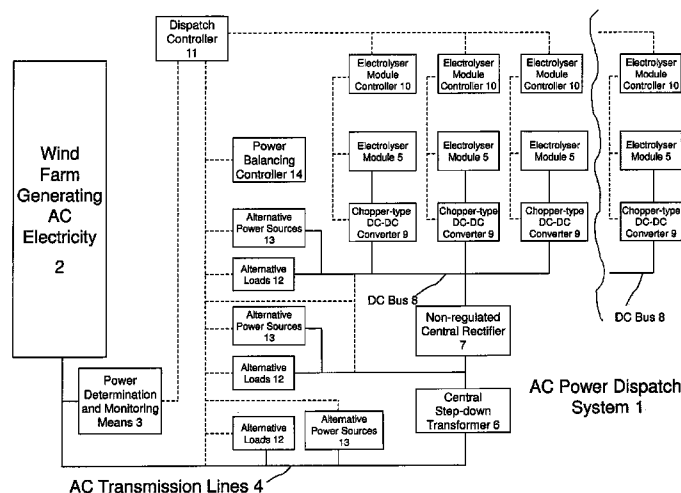 Dispatch
Controller
11
Electrolyser
Module
Controller 10
Electrolyser
Module
Controller 10
Electrolyser
Module
Controller 10
Electrolyser
Module
Controller 10
Wind
Farm
Generating
AC
Electricity
2
Power
Balancing
Controller 14
Electrolyser
Module 5
Electrolyser
Module 5
Electrolyser
Module 5
Electrolyser
Module 5
Alternative
Power Sources
13
Chopper-type
DC-DC
Converter 9
Chopper-type
DC-DC
Converter 9
Chopper-type
DC-DC
Converter 9
Chopper-type
DC-DC
Converter 9
Alternative
Loads 12
DC Bus 8
DC Bus 8
Alternative
Power Sources
13
Non-regulated
Central Rectifier
7
Alternative
Loads 12
Power
Determination
and Monitoring
Means 3
Central
Step-down
Transformer 6
AC Power Dispatch
System 1
Alternative
Loads 12
Alternative
Power Sources
13
AC Transmission Lines 4